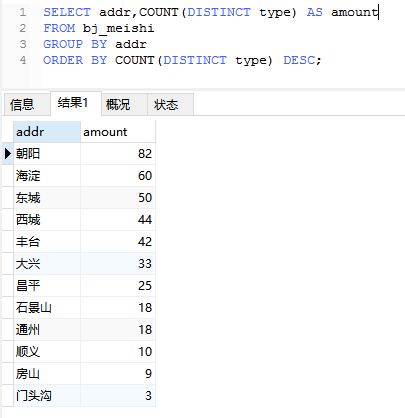 1 SELECT addr,COUNT(DISTINCT type) AS amount
2 FROM bj_meishi
3 GROUP BY addr
4 ORDER BY COUNT(DISTINCT type) DESC;
信息 结果1 概况 状态
addr amount
朝阳 82
海淀 60
东城 50
西城 44
丰台 42
大兴 33
昌平 25
石景山 18
通州 18
顺义 10
房山 9
门头沟 3